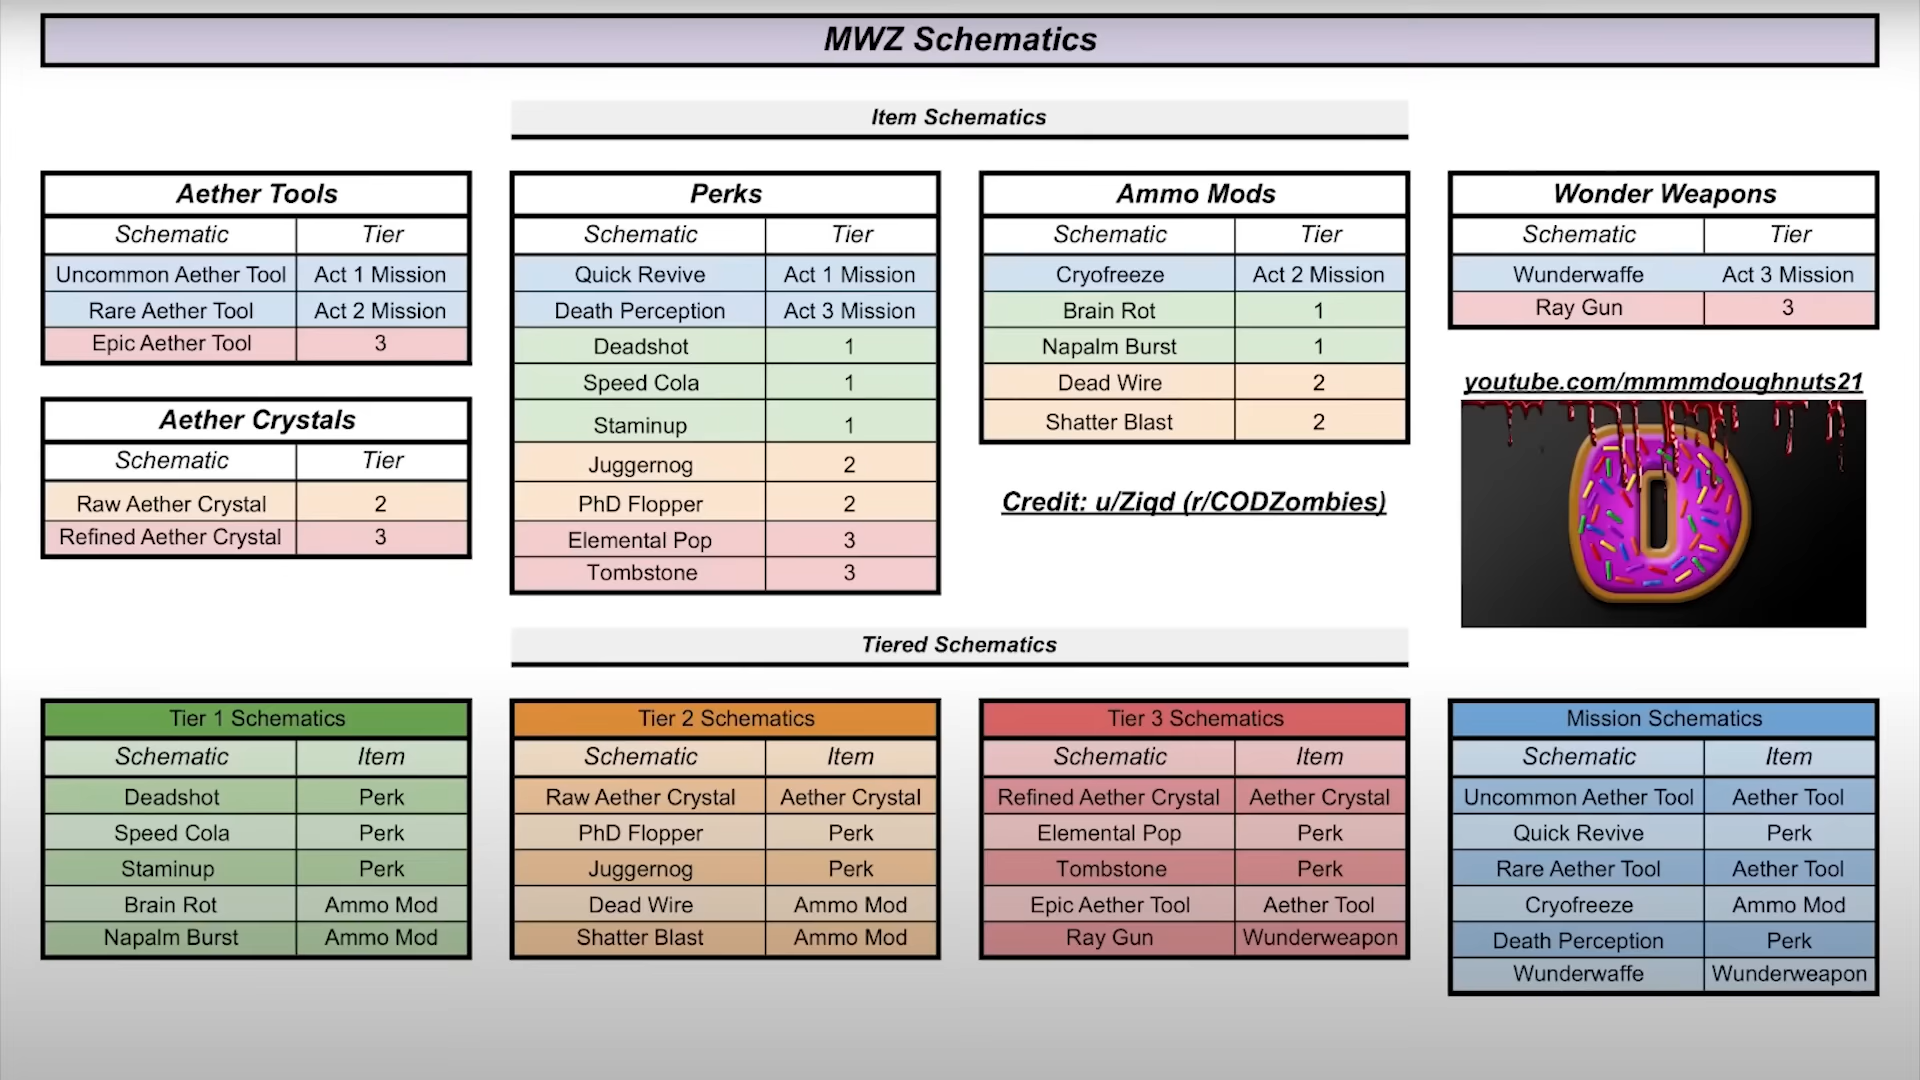 MWZ Schematics
Item Schematics
Aether Tools
Schematic Tier
Uncommon Aether Tool Act 1 Mission
Rare Aether Tool Act 2 Mission
Epic Aether Tool 3
Aether Crystals
Schematic Tier
Raw Aether Crystal 2
Refined Aether Crystal 3
Perks
Schematic Tier
Quick Revive Act 1 Mission
Death Perception Act 3 Mission
Deadshot 1
Speed Cola 1
Staminup 1
Juggernog 2
PhD Flopper 2
Elemental Pop 3
Tombstone 3
Ammo Mods
Schematic Tier
Cryofreeze Act 2 Mission
Brain Rot 1
Napalm Burst 1
Dead Wire 2
Shatter Blast 2
Credit: u/Ziqd (r/CODZombies)
Wonder Weapons
Schematic Tier
Wunderwaffe Act 3 Mission
Ray Gun 3
youtube.com/mmmmdoughnuts21
Tiered Schematics
Tier 1 Schematics
Schematic Item
Deadshot Perk
Speed Cola Perk
Staminup Perk
Brain Rot Ammo Mod
Napalm Burst Ammo Mod
Tier 2 Schematics
Schematic Item
Raw Aether Crystal Aether Crystal
PhD Flopper Perk
Juggernog Perk
Dead Wire Ammo Mod
Shatter Blast Ammo Mod
Tier 3 Schematics
Schematic Item
Refined Aether Crystal Aether Crystal
Elemental Pop Perk
Tombstone Perk
Epic Aether Tool Aether Tool
Ray Gun Wunderweapon
Mission Schematics
Schematic Item
Uncommon Aether Tool Aether Tool
Quick Revive Perk
Rare Aether Tool Aether Tool
Cryofreeze Ammo Mod
Death Perception Perk
Wunderwaffe Wunderweapon